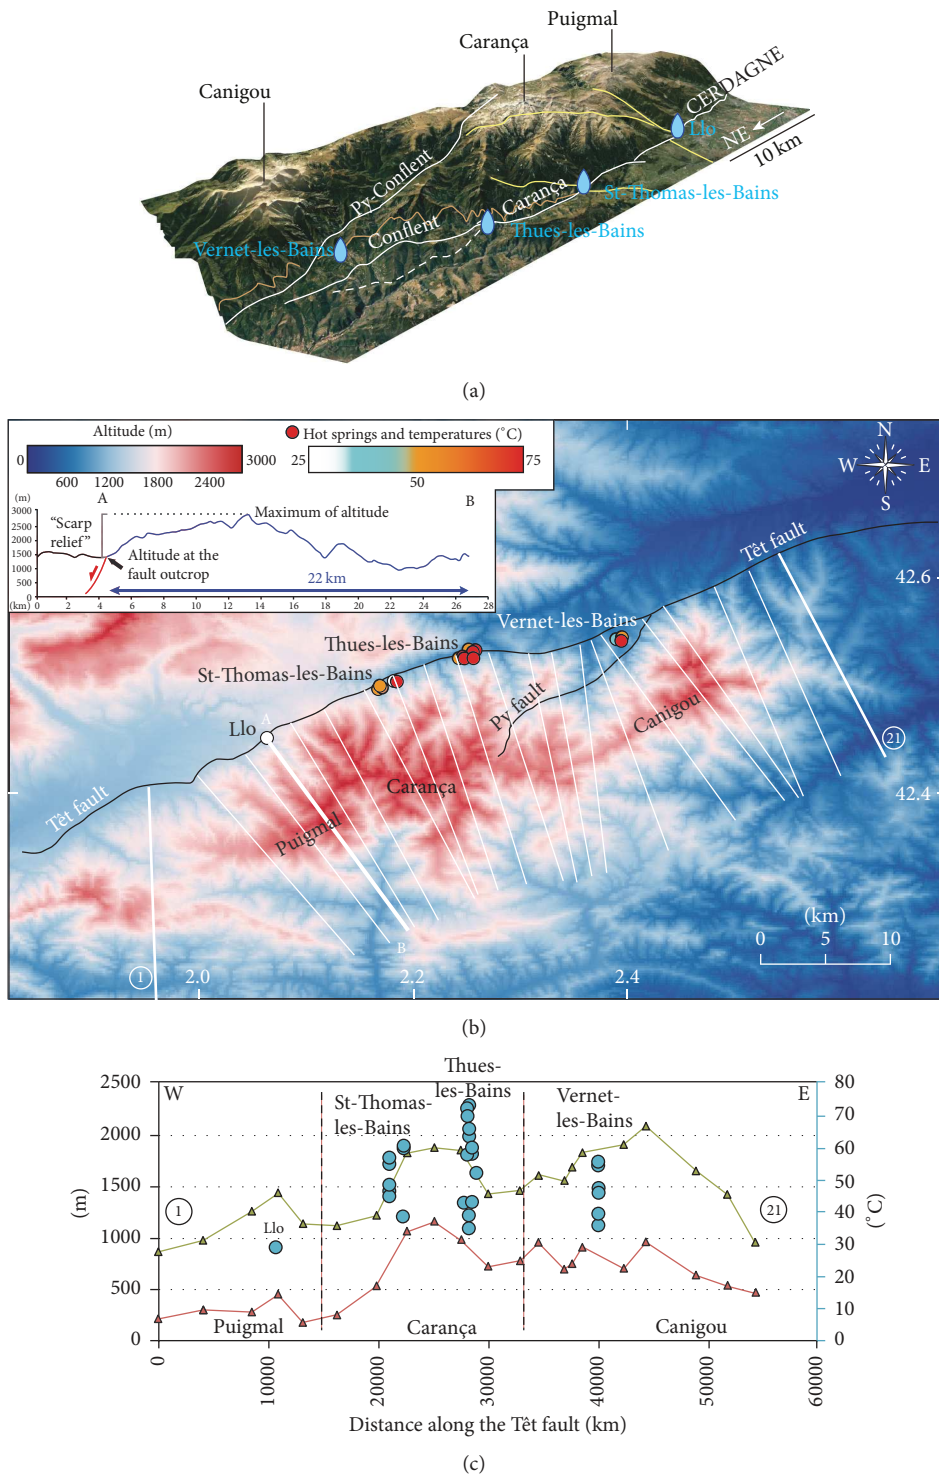 Puigmal
Carança
Canigou
CERDAGNE
Llo
NE
10 km
Py-Conflent
Carança
St-Thomas-les-Bains
Conflent
Thues-les-Bains
Vernet-les-Bains
(a)
Altitude (m)
0
3000
600 1200 1800 2400
Hot springs and temperatures (°C)
25
75
50
N
W E
S
A
B
(m)
3000
2500
2000
1500
1000
500
0
"Scarp
relief"
Maximum of altitude
Altitude at the
fault outcrop
22 km
(km) 0 2 4 6 8 10 12 14 16 18 20 22 24 26 28
Têt fault
42.6
Vernet-les-Bains
Thues-les-Bains
St-Thomas-les-Bains
Py fault
Canigou
Llo
A
21
Carança
42.4
Têt fault
Puigmal
B
(km)
0 5 10
1
2.0 2.2 2.4
(b)
Thues-
les-Bains
W
E
St-Thomas-
les-Bains
Vernet-
les-Bains
2500
2000
1500
1000
500
0
(m)
80
70
60
50
40
30
20
10
0
(°C)
1
21
Llo
Puigmal
Carança
Canigou
0 10000 20000 30000 40000 50000 60000
Distance along the Têt fault (km)
(c)